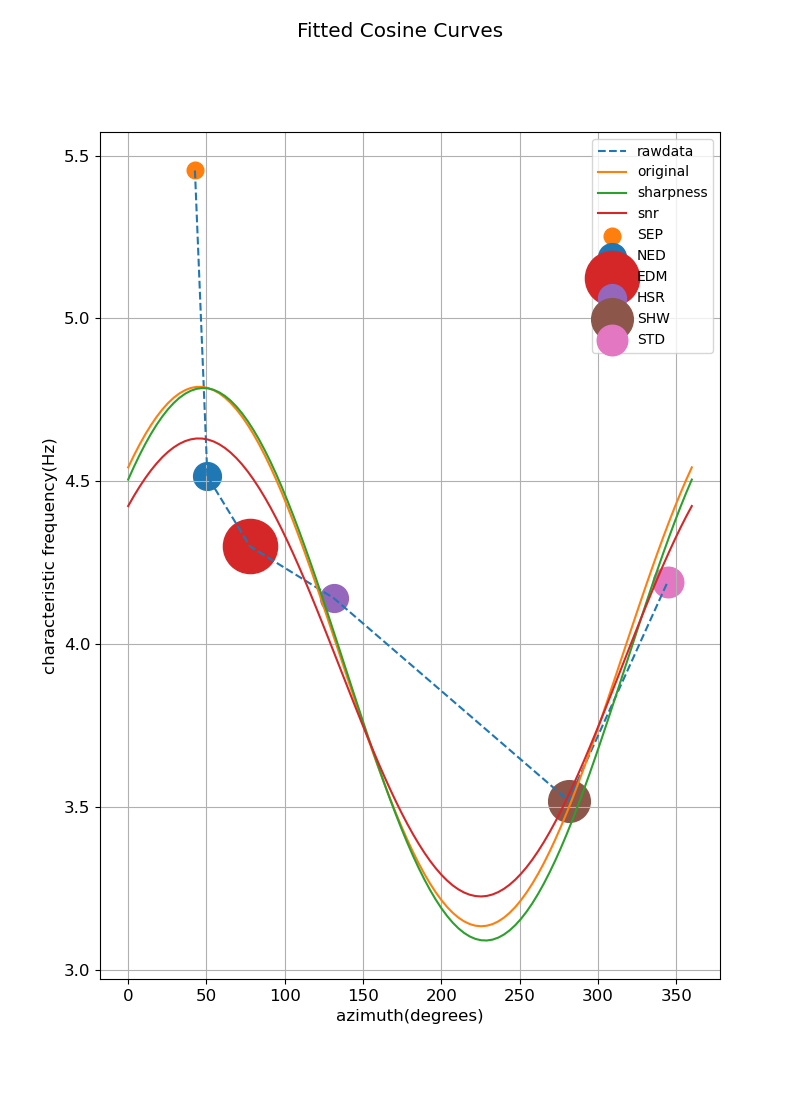 Fitted Cosine Curves
5.5
5.0
4.5
4.0
3.5
3.0
characteristic frequency(Hz)
rawdata
original
sharpness
snr
SEP
NED
EDM
HSR
SHW
STD
0 50 100 150 200 250 300 350
azimuth(degrees)